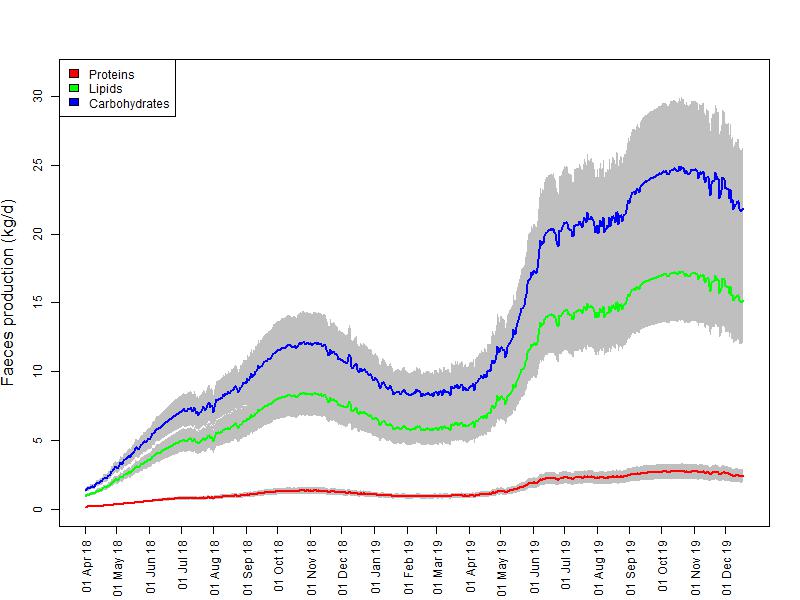 Proteins
Lipids
Carbohydrates
Faeces production (kg/d)
30
25
20
15
10
5
0
01 Apr 18
01 May 18
01 Jun 18
01 Jul 18
01 Aug 18
01 Sep 18
01 Oct 18
01 Nov 18
01 Dec 18
01 Jan 19
01 Feb 19
01 Mar 19
01 Apr 19
01 May 19
01 Jun 19
01 Jul 19
01 Aug 19
01 Sep 19
01 Oct 19
01 Nov 19
01 Dec 19